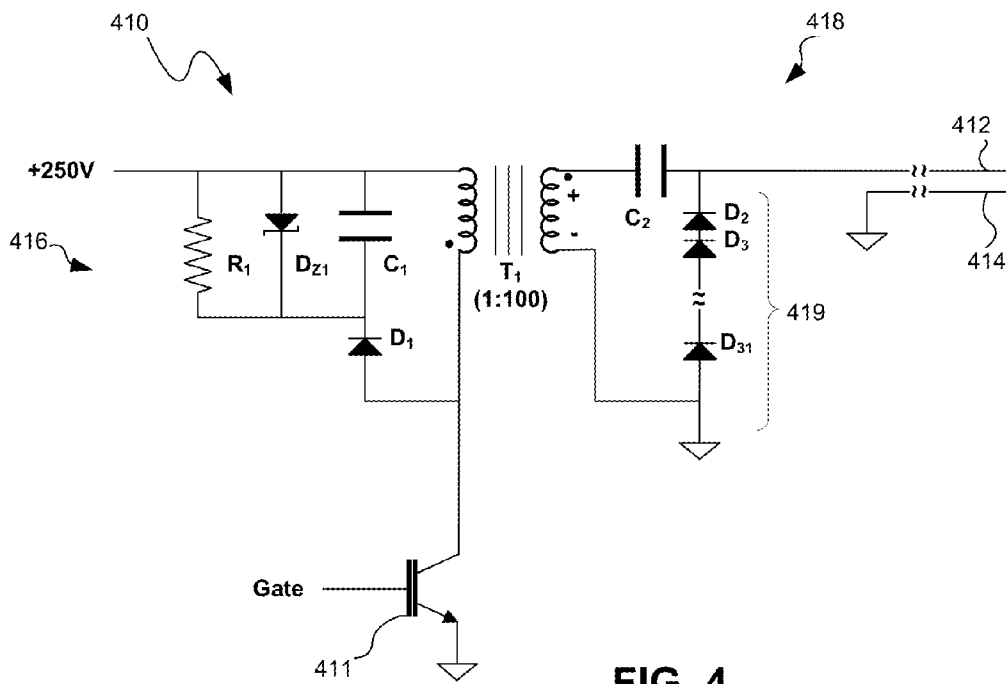 410
418
412
+250V
C₂
+
-
D₂
D₃
414
416
R₁
D_Z1
C₁
T₁
(1:100)
419
D₁
D₃₁
Gate
411
FIG. 4